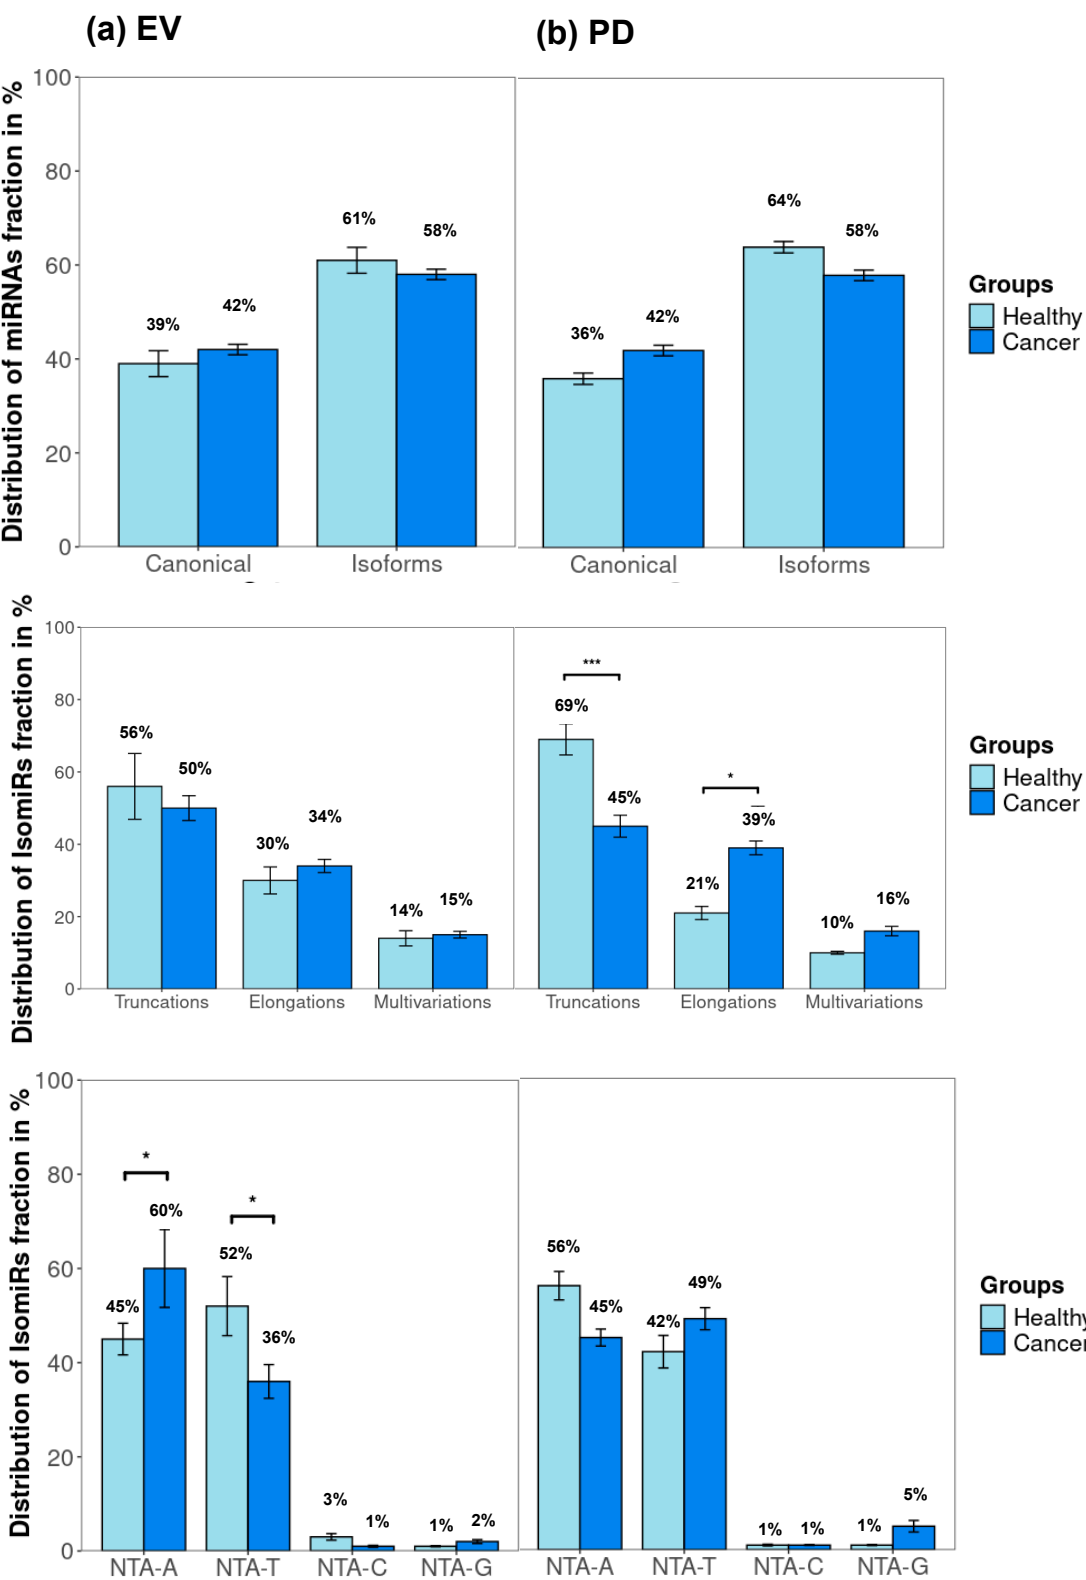 (a) EV
(b) PD
Distribution of miRNAs fraction in %
100
80
60
40
20
0
39%
42%
61%
58%
36%
42%
64%
58%
Canonical
Isoforms
Canonical
Isoforms
Groups
Healthy
Cancer
Distribution of IsomiRs fraction in %
100
80
60
40
20
0
56%
50%
30%
34%
14%
15%
***
69%
45%
*
21%
39%
10%
16%
Truncations
Elongations
Multivariations
Truncations
Elongations
Multivariations
Groups
Healthy
Cancer
Distribution of IsomiRs fraction in %
100
80
60
40
20
0
*
45%
60%
*
52%
36%
3%
1%
1%
2%
56%
45%
42%
49%
1%
1%
1%
5%
NTA-A
NTA-T
NTA-C
NTA-G
NTA-A
NTA-T
NTA-C
NTA-G
Groups
Healthy
Cancer